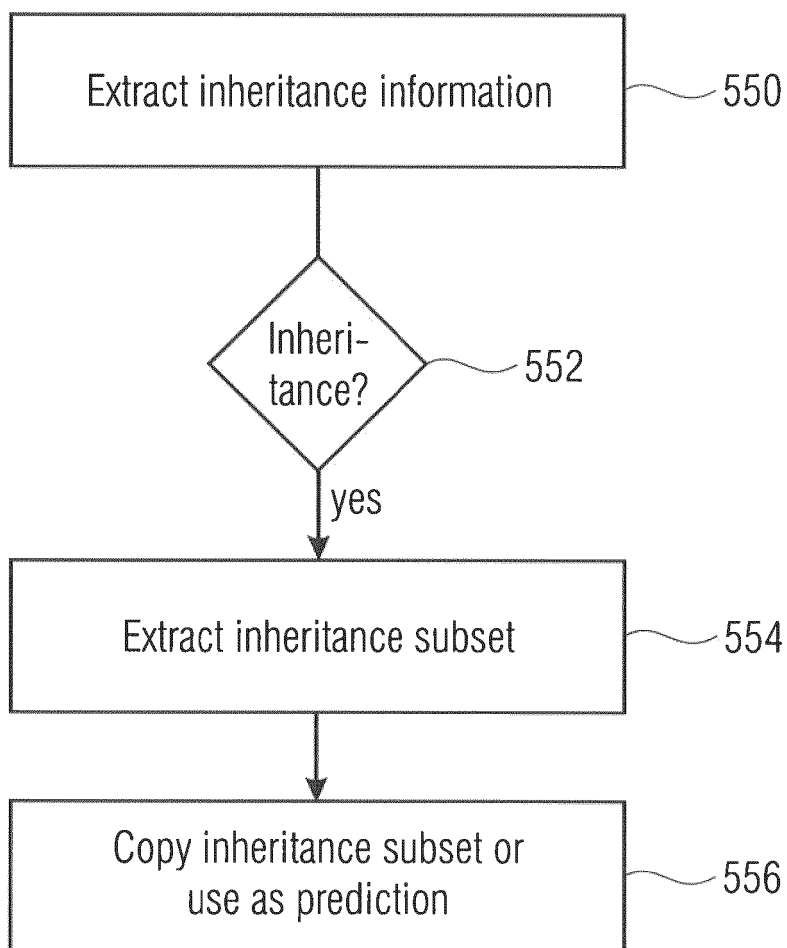 Extract inheritance information
550
Inheri-
tance?
552
yes
Extract inheritance subset
554
Copy inheritance subset or
use as prediction
556